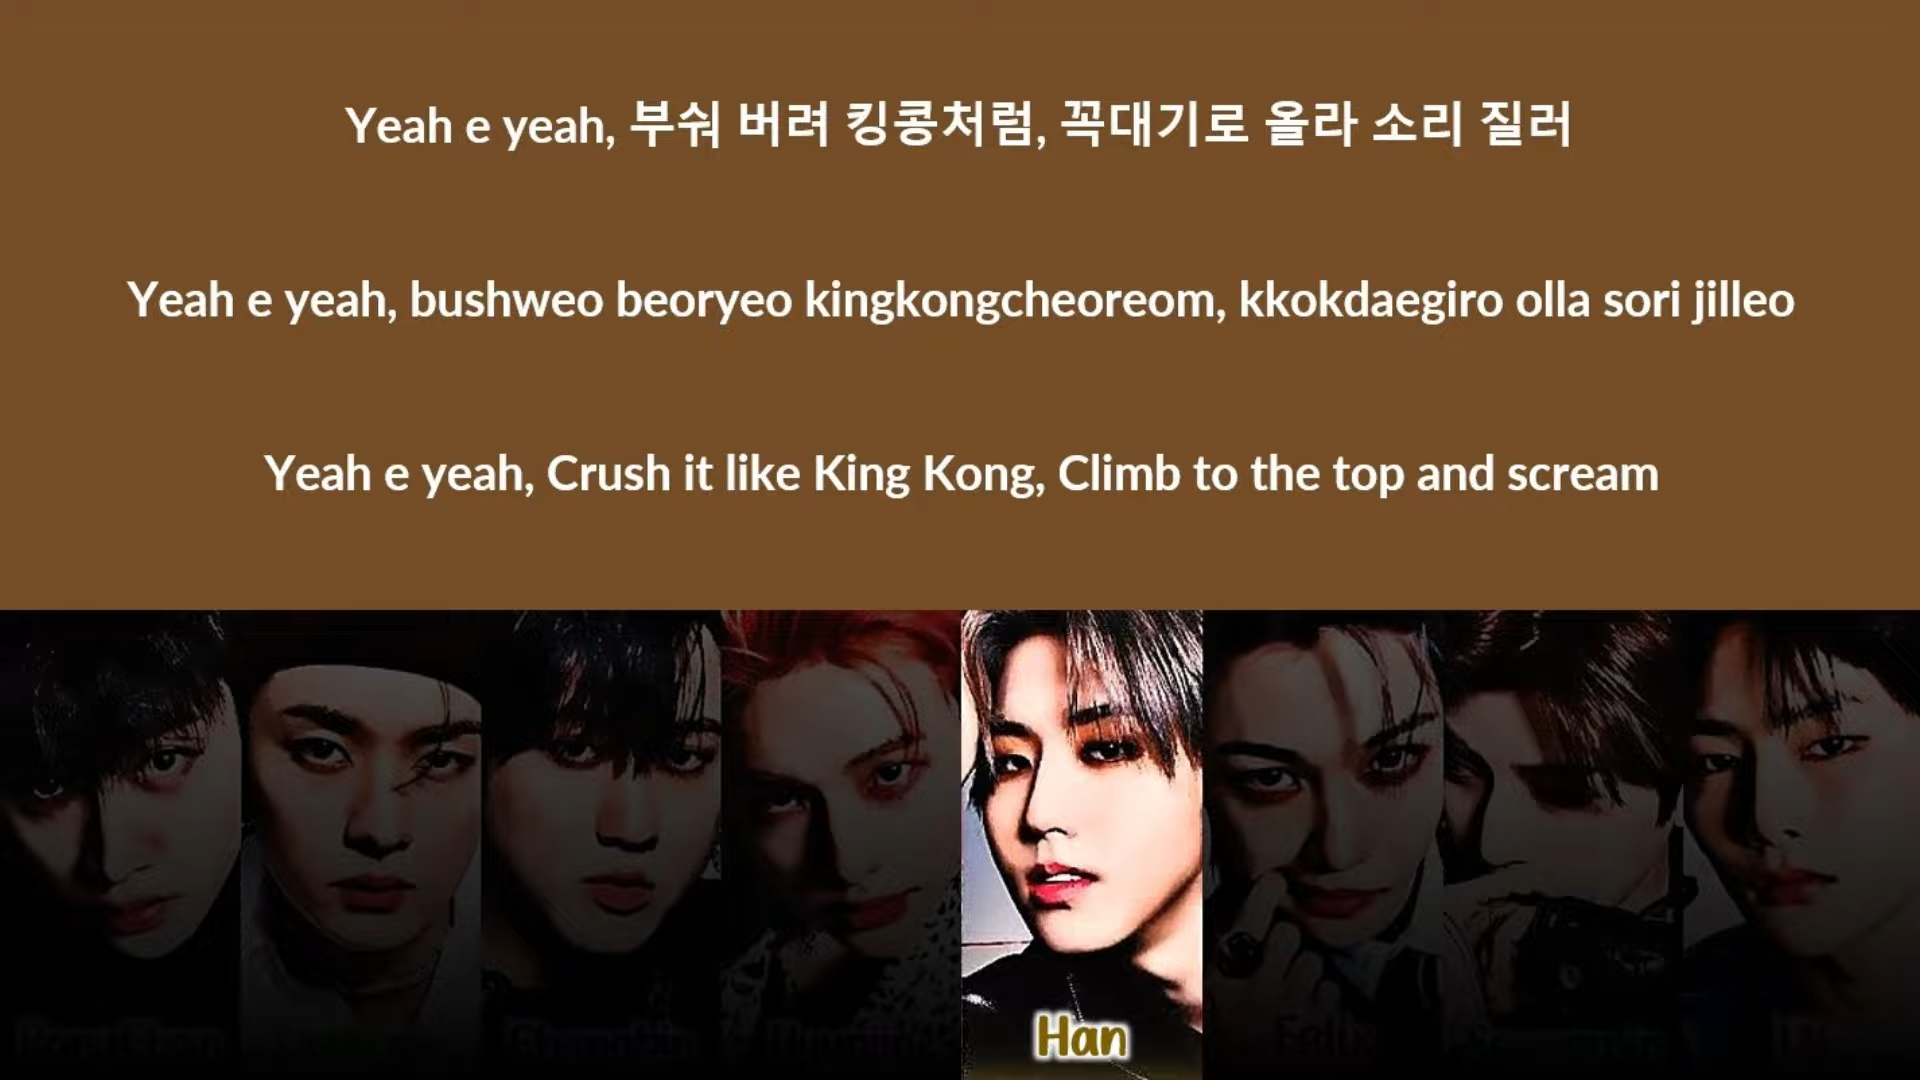 Yeah e yeah, 부숴 버려 킹콩처럼, 꼭대기로 올라 소리 질러
Yeah e yeah, bushweo beoryeo kingkongcheoreom, kkokdaegiro olla sori jilleo
Yeah e yeah, Crush it like King Kong, Climb to the top and scream
Han